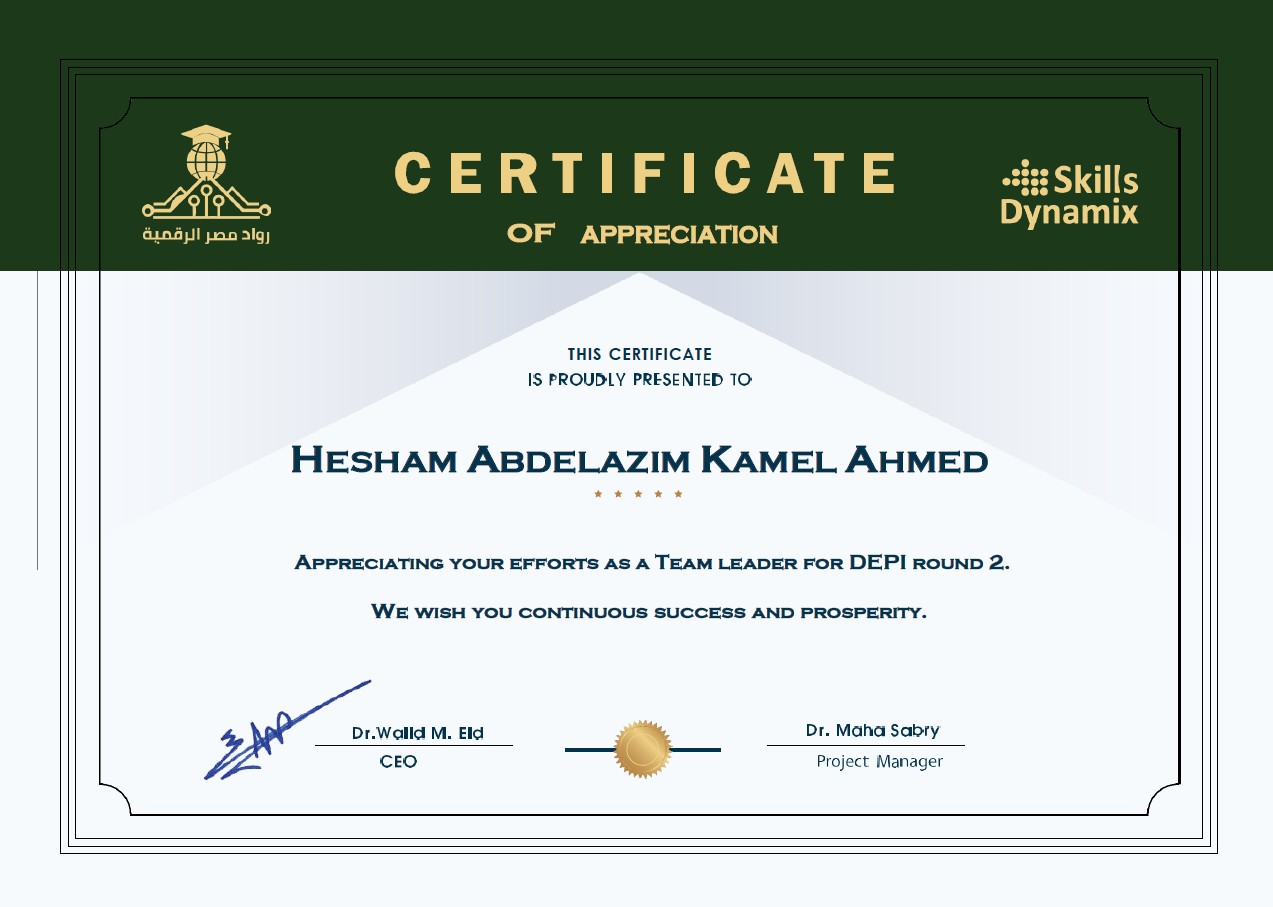 CERTIFICATE
OF APPRECIATION
رواد مصر الرقمية
Skills
Dynamix
THIS CERTIFICATE
IS PROUDLY PRESENTED TO
Hesham Abdelazim Kamel Ahmed
Appreciating your efforts as a Team leader for DEPI round 2.
We wish you continuous success and prosperity.
Dr.Walid M. Eid
CEO
Dr. Maha Sabry
Project Manager